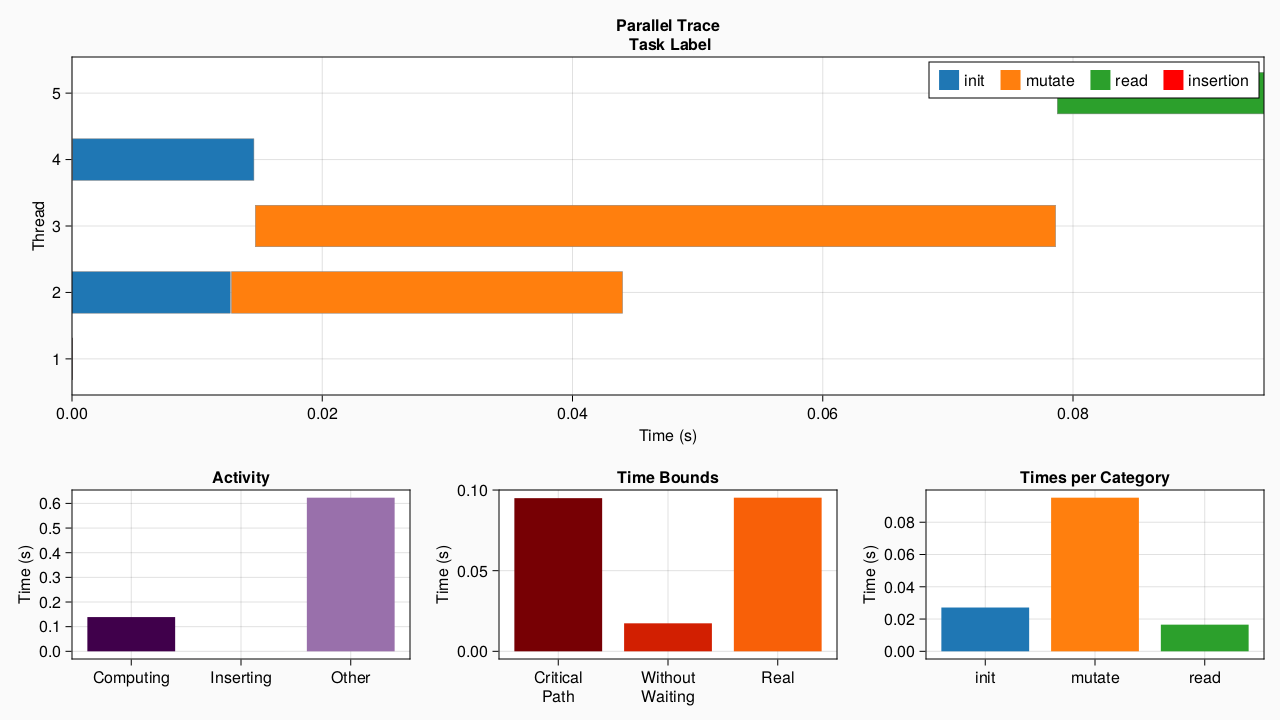 Parallel Trace
Task Label
init mutate read insertion
5
4
3
2
1
Thread
0.00 0.02 0.04 0.06 0.08
Time (s)
Activity
0.6
0.5
0.4
0.3
0.2
0.1
0.0
Time (s)
Computing Inserting Other
Time Bounds
0.10
0.05
0.00
Time (s)
Critical Path
Without Waiting
Real
Times per Category
0.08
0.06
0.04
0.02
0.00
Time (s)
init mutate read